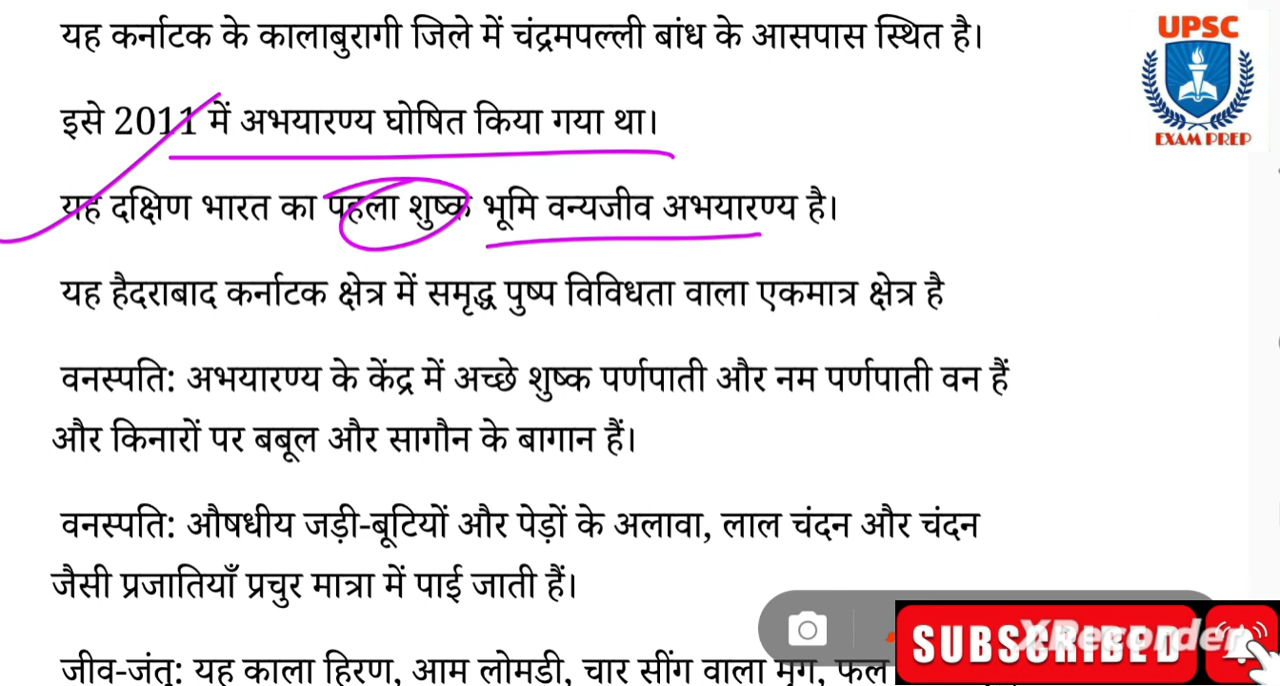 यह कर्नाटक के कालाबुरागी जिले में चंद्रमपल्ली बांध के आसपास स्थित है।
UPSC
EXAM PREP
इसे 2011 में अभयारण्य घोषित किया गया था।
यह दक्षिण भारत का पहला शुष्क भूमि वन्यजीव अभयारण्य है।
यह हैदराबाद कर्नाटक क्षेत्र में समृद्ध पुष्प विविधता वाला एकमात्र क्षेत्र है
वनस्पति: अभयारण्य के केंद्र में अच्छे शुष्क पर्णपाती और नम पर्णपाती वन हैं
और किनारों पर बबूल और सागौन के बागान हैं।
वनस्पति: औषधीय जड़ी-बूटियों और पेड़ों के अलावा, लाल चंदन और चंदन
जैसी प्रजातियाँ प्रचुर मात्रा में पाई जाती हैं।
जीव-जंतु: यह काला हिरण, आम लोमडी, चार सींग वाला मृग, फल
SUBSCRIBED
XRecorder